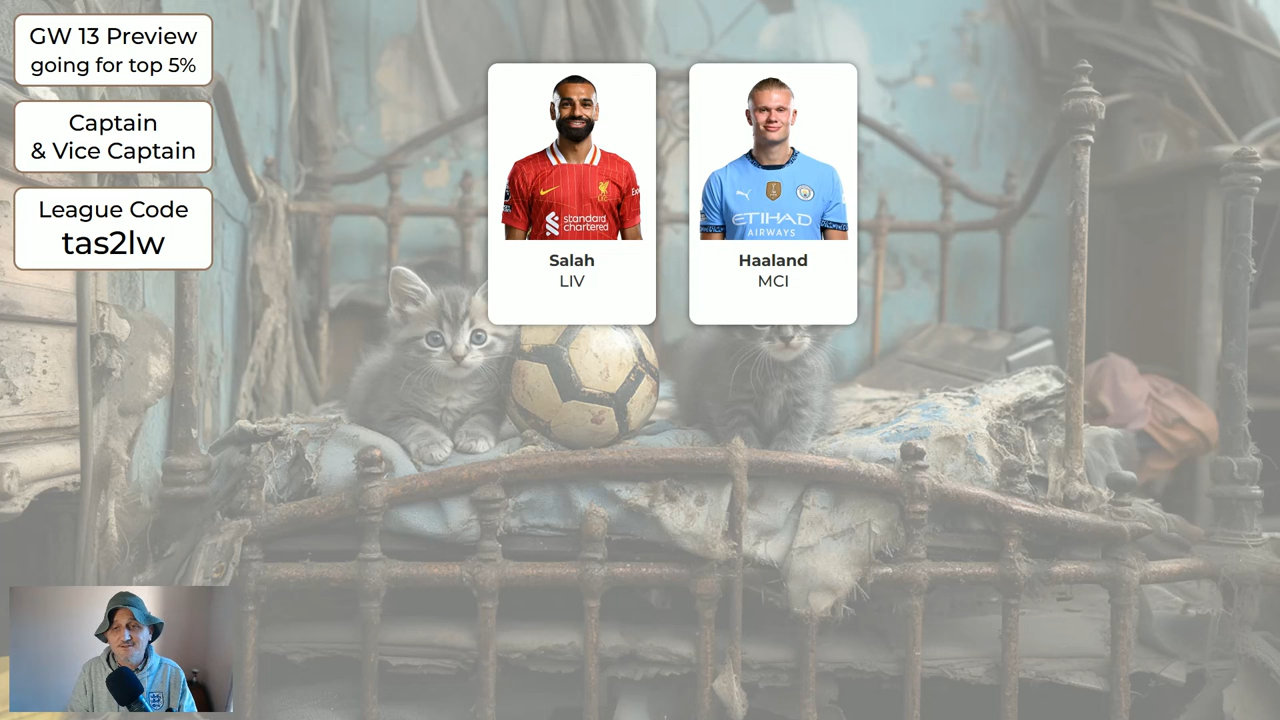 GW 13 Preview
going for top 5%
Captain
& Vice Captain
League Code
tas2lw
standard
chartered
Salah
LIV
ETIHAD
AIRWAYS
Haaland
MCI